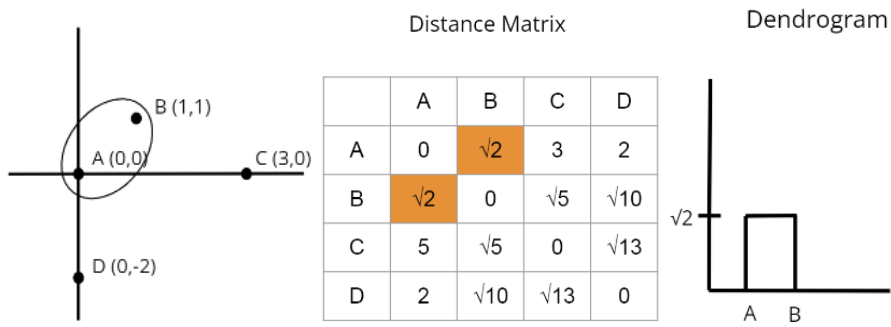 Distance Matrix
Dendrogram
B (1,1)
A (0,0)
C (3,0)
D (0,-2)
A B C D
A 0 √2 3 2
B √2 0 √5 √10
C 5 √5 0 √13
D 2 √10 √13 0
√2
A B